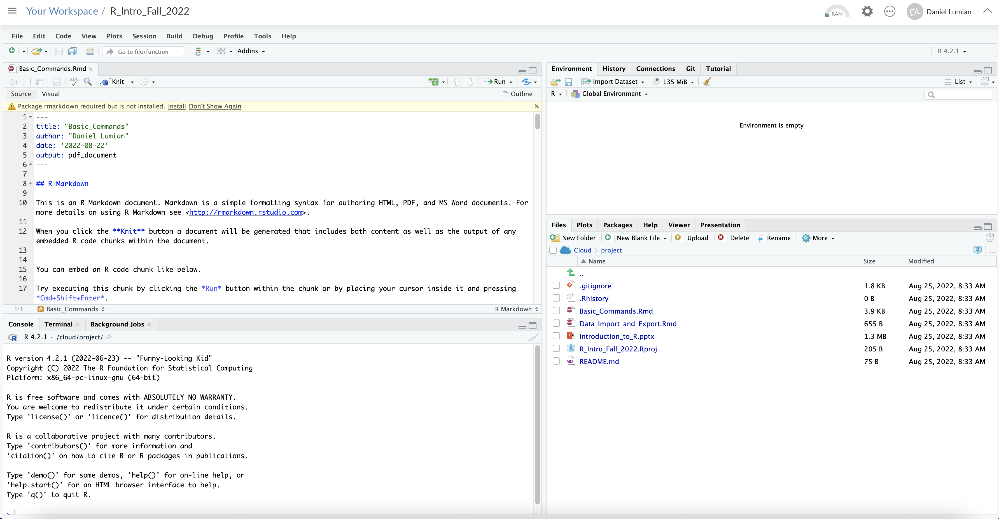 Your Workspace / R_Intro_Fall_2022
RAM
DL Daniel Lumian
File Edit Code View Plots Session Build Debug Profile Tools Help
Go to file/function
Addins
R 4.2.1
Basic_Commands.Rmd
ABC
Knit
Run
Source Visual
Outline
Package rmarkdown required but is not installed. Install Don't Show Again
1 ---
2 title: "Basic_Commands"
3 author: "Daniel Lumian"
4 date: '2022-08-22'
5 output: pdf_document
6 ---
7
8 ## R Markdown
9
10 This is an R Markdown document. Markdown is a simple formatting syntax for authoring HTML, PDF, and MS Word documents. For
more details on using R Markdown see <http://rmarkdown.rstudio.com>.
11
12 When you click the **Knit** button a document will be generated that includes both content as well as the output of any
embedded R code chunks within the document.
13
14
15 You can embed an R code chunk like below.
16
17 Try executing this chunk by clicking the *Run* button within the chunk or by placing your cursor inside it and pressing
*Cmd+Shift+Enter*.
1:1 # Basic_Commands
R Markdown
Console Terminal Background Jobs
R 4.2.1 · /cloud/project/
R version 4.2.1 (2022-06-23) -- "Funny-Looking Kid"
Copyright (C) 2022 The R Foundation for Statistical Computing
Platform: x86_64-pc-linux-gnu (64-bit)
R is free software and comes with ABSOLUTELY NO WARRANTY.
You are welcome to redistribute it under certain conditions.
Type 'license()' or 'licence()' for distribution details.
R is a collaborative project with many contributors.
Type 'contributors()' for more information and
'citation()' on how to cite R or R packages in publications.
Type 'demo()' for some demos, 'help()' for on-line help, or
'help.start()' for an HTML browser interface to help.
Type 'q()' to quit R.
>
Environment History Connections Git Tutorial
Import Dataset
135 MiB
List
R
Global Environment
Environment is empty
Files Plots Packages Help Viewer Presentation
New Folder New Blank File Upload Delete Rename More
Cloud > project
...
Name Size Modified
..
.gitignore 1.8 KB Aug 25, 2022, 8:33 AM
.Rhistory 0 B Aug 25, 2022, 8:33 AM
Basic_Commands.Rmd 3.9 KB Aug 25, 2022, 8:33 AM
Data_Import_and_Export.Rmd 655 B Aug 25, 2022, 8:33 AM
Introduction_to_R.pptx 1.3 MB Aug 25, 2022, 8:33 AM
R_Intro_Fall_2022.Rproj 205 B Aug 25, 2022, 8:33 AM
README.md 75 B Aug 25, 2022, 8:33 AM